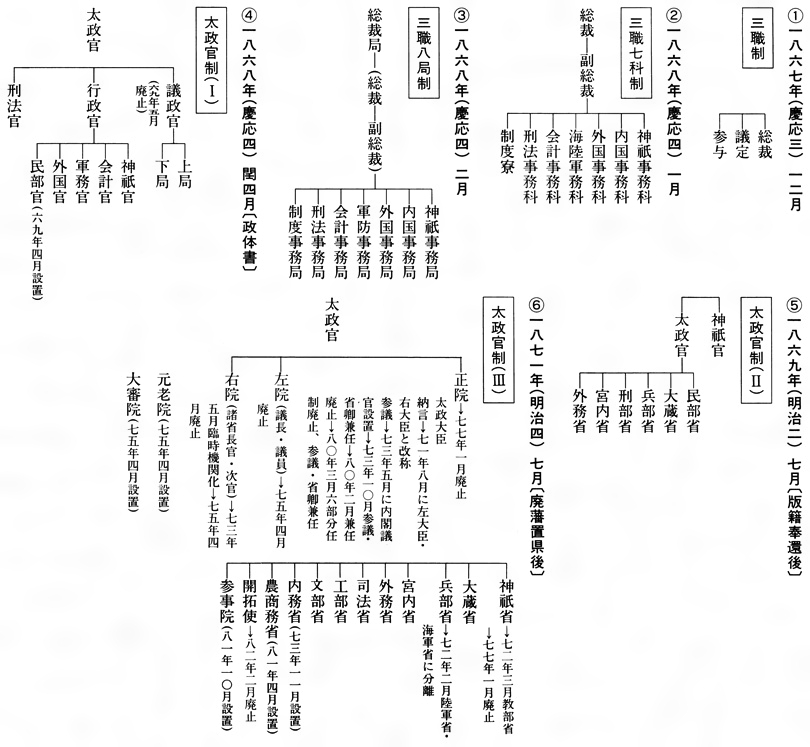 ①一八六七年(慶応三)一二月
三職制
総裁
議定
参与
②一八六八年(慶応四)一月
三職七科制
総裁―副総裁
神祇事務科
内国事務科
外国事務科
海陸軍務科
会計事務科
刑法事務科
制度寮
③一八六八年(慶応四)二月
三職八局制
総裁局―(総裁―副総裁)
神祇事務局
内国事務局
外国事務局
軍防事務局
会計事務局
刑法事務局
制度事務局
④一八六八年(慶応四)閏四月〔政体書〕
太政官制(Ⅰ)
太政官
議政官
(六九年五月
廃止)
上局
下局
行政官
神祇官
会計官
軍務官
外国官
民部官(六九年四月設置)
刑法官
⑤一八六九年(明治二)七月〔版籍奉還後〕
太政官制(Ⅱ)
神祇官
太政官
民部省
大蔵省
兵部省
刑部省
宮内省
外務省
⑥一八七一年(明治四)七月〔廃藩置県後〕
太政官制(Ⅲ)
太政官
正院→七七年一月廃止
太政大臣
納言→七一年八月に左大臣・
右大臣と改称
参議→七三年五月に内閣議
官設置→七三年一〇月参議・
省卿兼任→八〇年二月兼任
廃止→八〇年三月六部分任
制廃止、参議・省卿兼任
左院(議長・議員)→七五年四月
廃止
右院(諸省長官・次官)→七三年
五月臨時機関化→七五年四
月廃止
元老院(七五年四月設置)
大審院(七五年四月設置)
神祇省→七二年三月教部省
→七七年一月廃止
大蔵省
兵部省→七二年二月陸軍省・
海軍省に分離
宮内省
外務省
司法省
工部省
文部省
内務省(七三年一一月設置)
農商務省(八一年四月設置)
開拓使→八二年二月廃止
参事院(八一年一〇月設置)